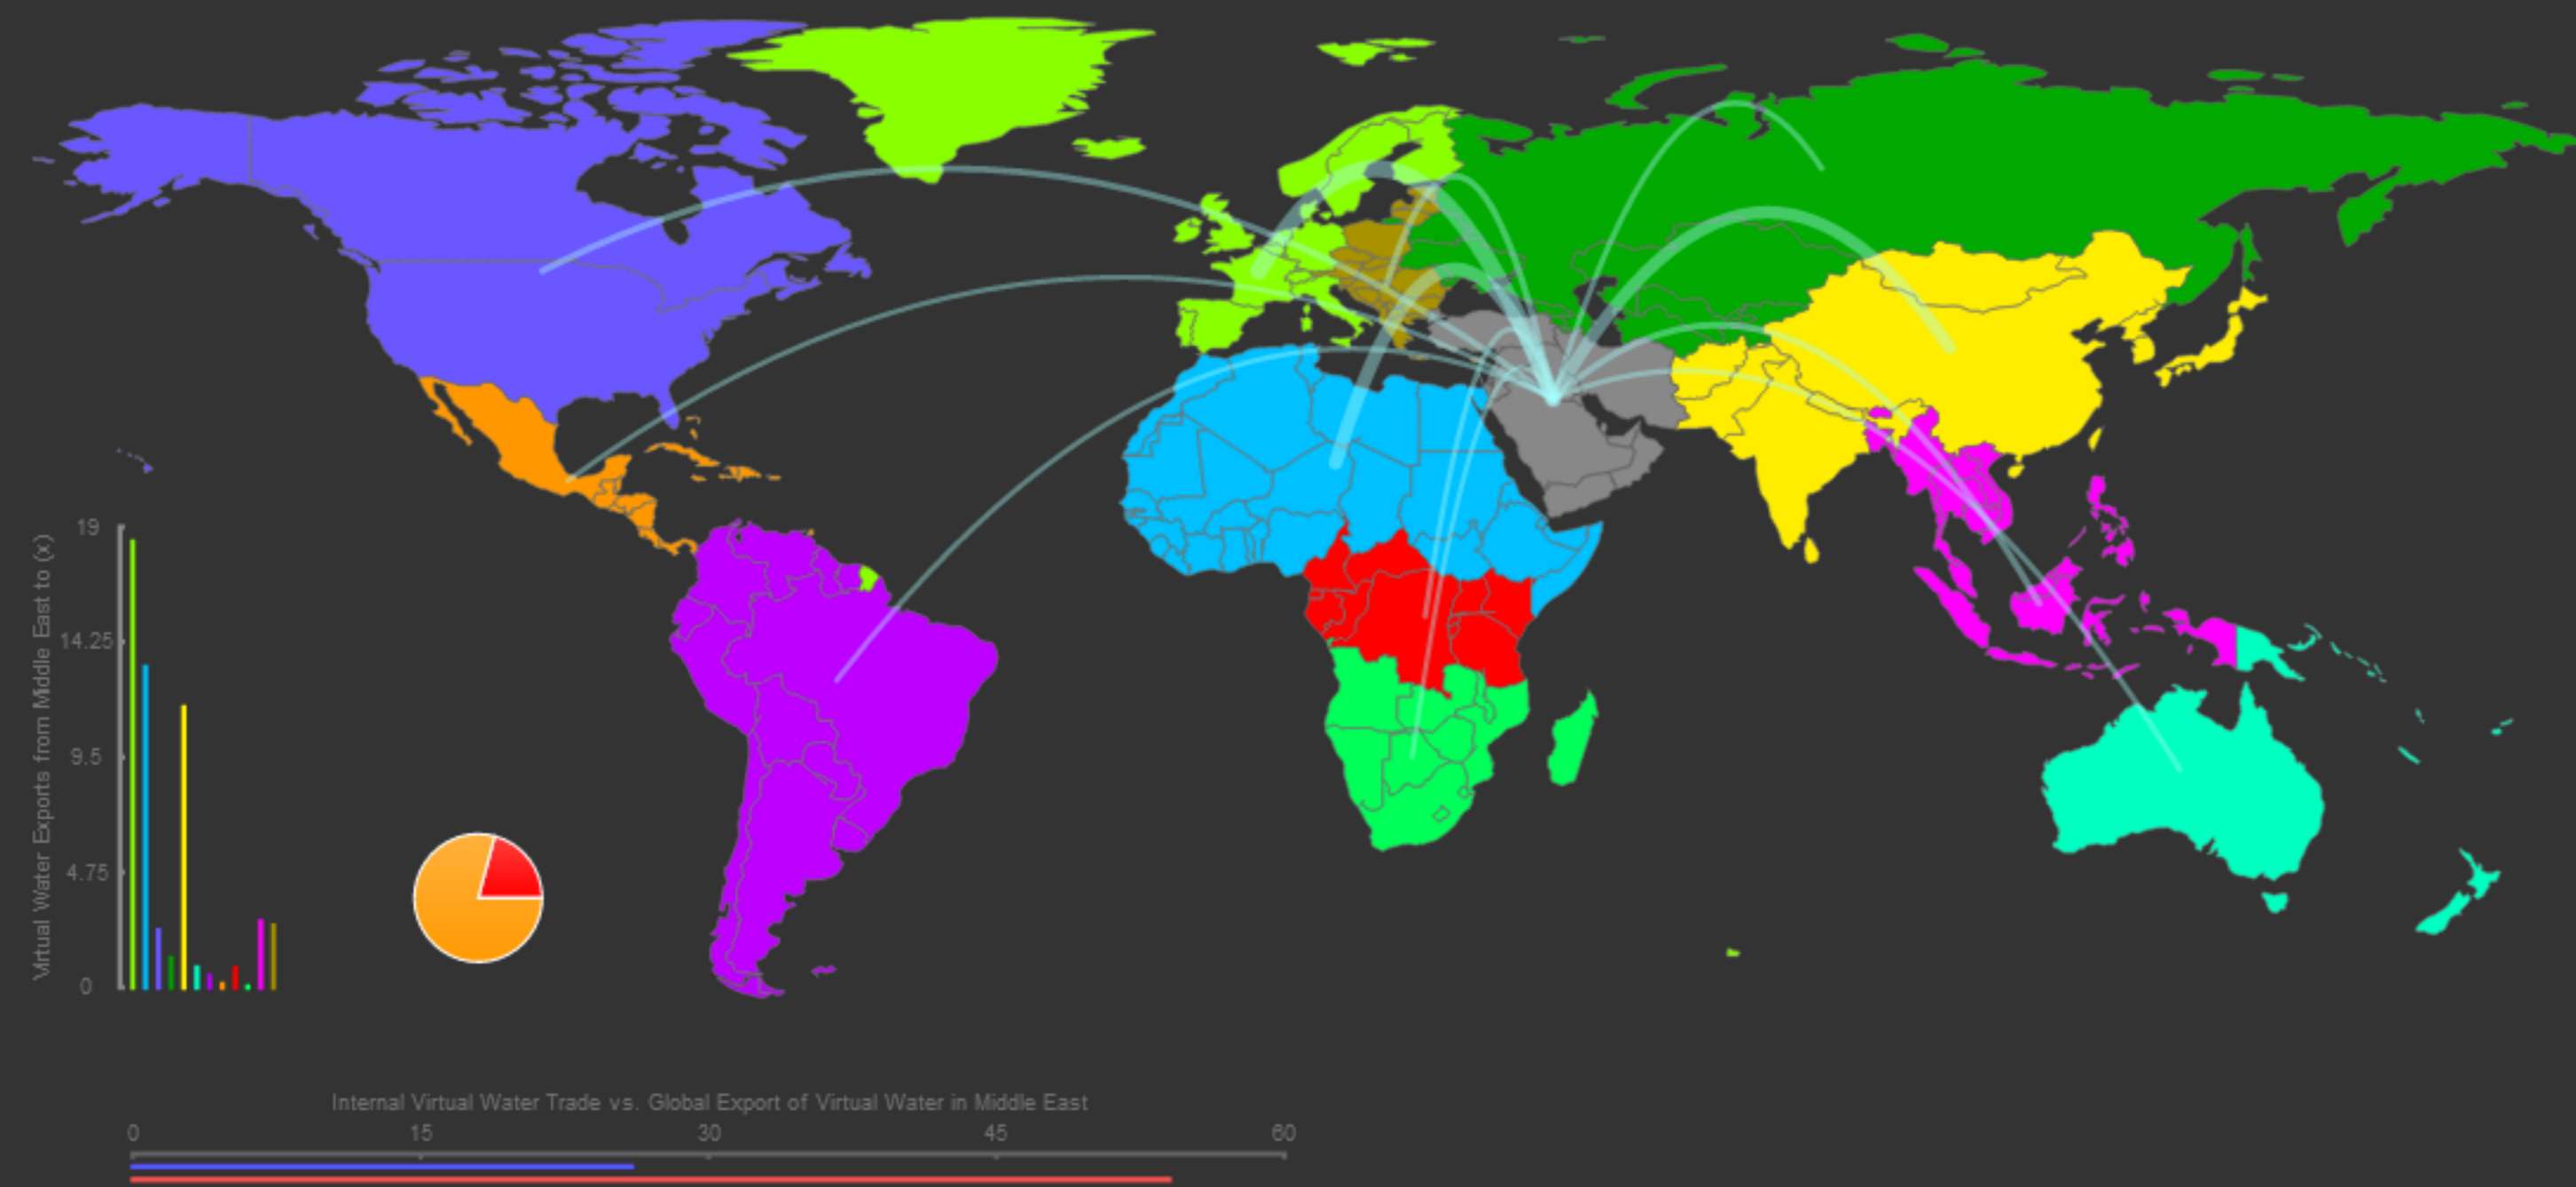 Virtual Water Exports from Middle East to (x)
19
14.25
9.5
4.75
0
Internal Virtual Water Trade vs. Global Export of Virtual Water in Middle East
0 15 30 45 60